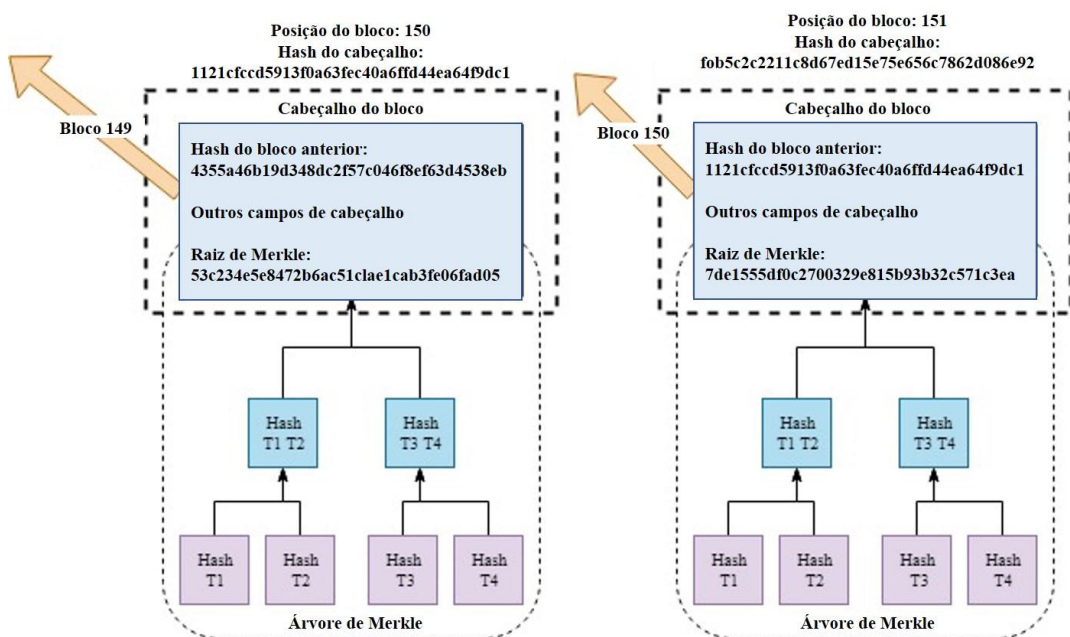 Posição do bloco: 150
Hash do cabeçalho:
1121cfccd5913f0a63fec40a6ffd44ea64f9dc1
Cabeçalho do bloco
Bloco 149
Hash do bloco anterior:
4355a46b19d348dc2f57c046f8ef63d4538eb
Outros campos de cabeçalho
Raiz de Merkle:
53c234e5e8472b6ac51clae1cab3fe06fad05
Hash
T1 T2
Hash
T3 T4
Hash
T1
Hash
T2
Hash
T3
Hash
T4
Árvore de Merkle
Posição do bloco: 151
Hash do cabeçalho:
fob5c2c2211c8d67ed15e75e656c7862d086e92
Cabeçalho do bloco
Bloco 150
Hash do bloco anterior:
1121cfccd5913f0a63fec40a6ffd44ea64f9dc1
Outros campos de cabeçalho
Raiz de Merkle:
7de1555df0c2700329e815b93b32c571c3ea
Hash
T1 T2
Hash
T3 T4
Hash
T1
Hash
T2
Hash
T3
Hash
T4
Árvore de Merkle